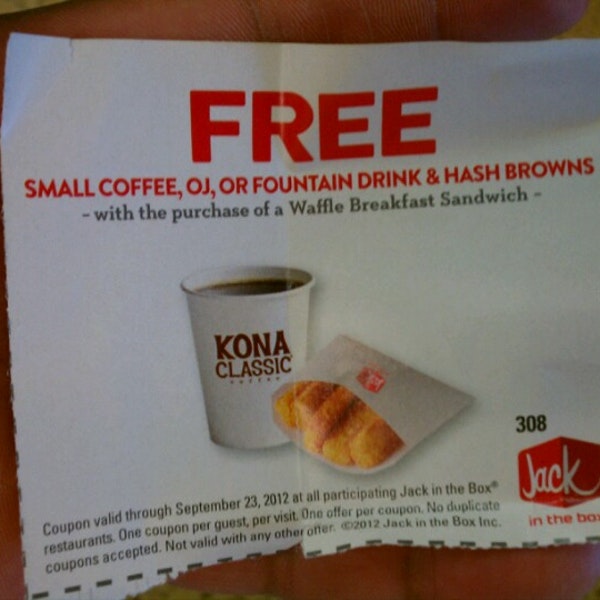 FREE
SMALL COFFEE, OJ, OR FOUNTAIN DRINK & HASH BROWNS
- with the purchase of a Waffle Breakfast Sandwich -
KONA
CLASSIC
coffee
308
Jack
in the box
Coupon valid through September 23, 2012 at all participating Jack in the Box®
restaurants. One coupon per guest, per visit. One offer per coupon. No duplicate
coupons accepted. Not valid with any other offer. ©2012 Jack in the Box Inc.